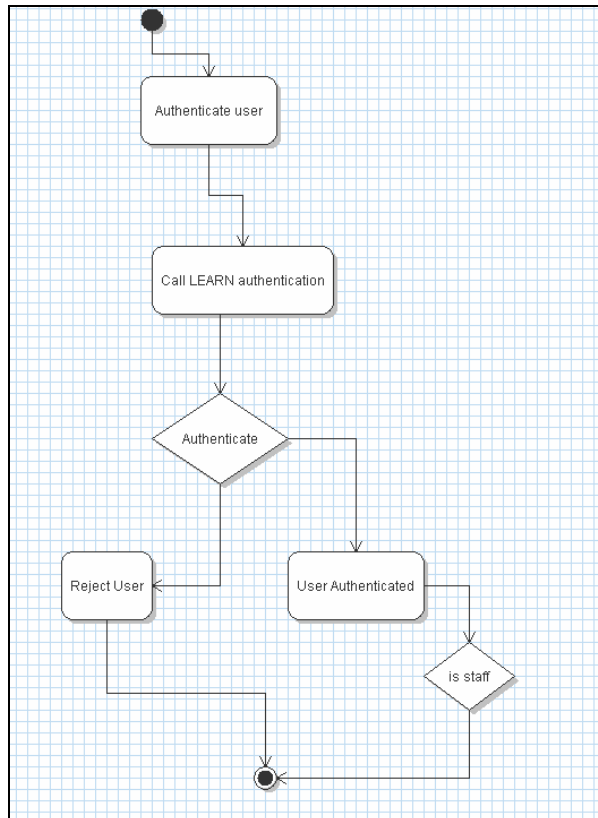 Authenticate user
Call LEARN authentication
Authenticate
Reject User
User Authenticated
is staff